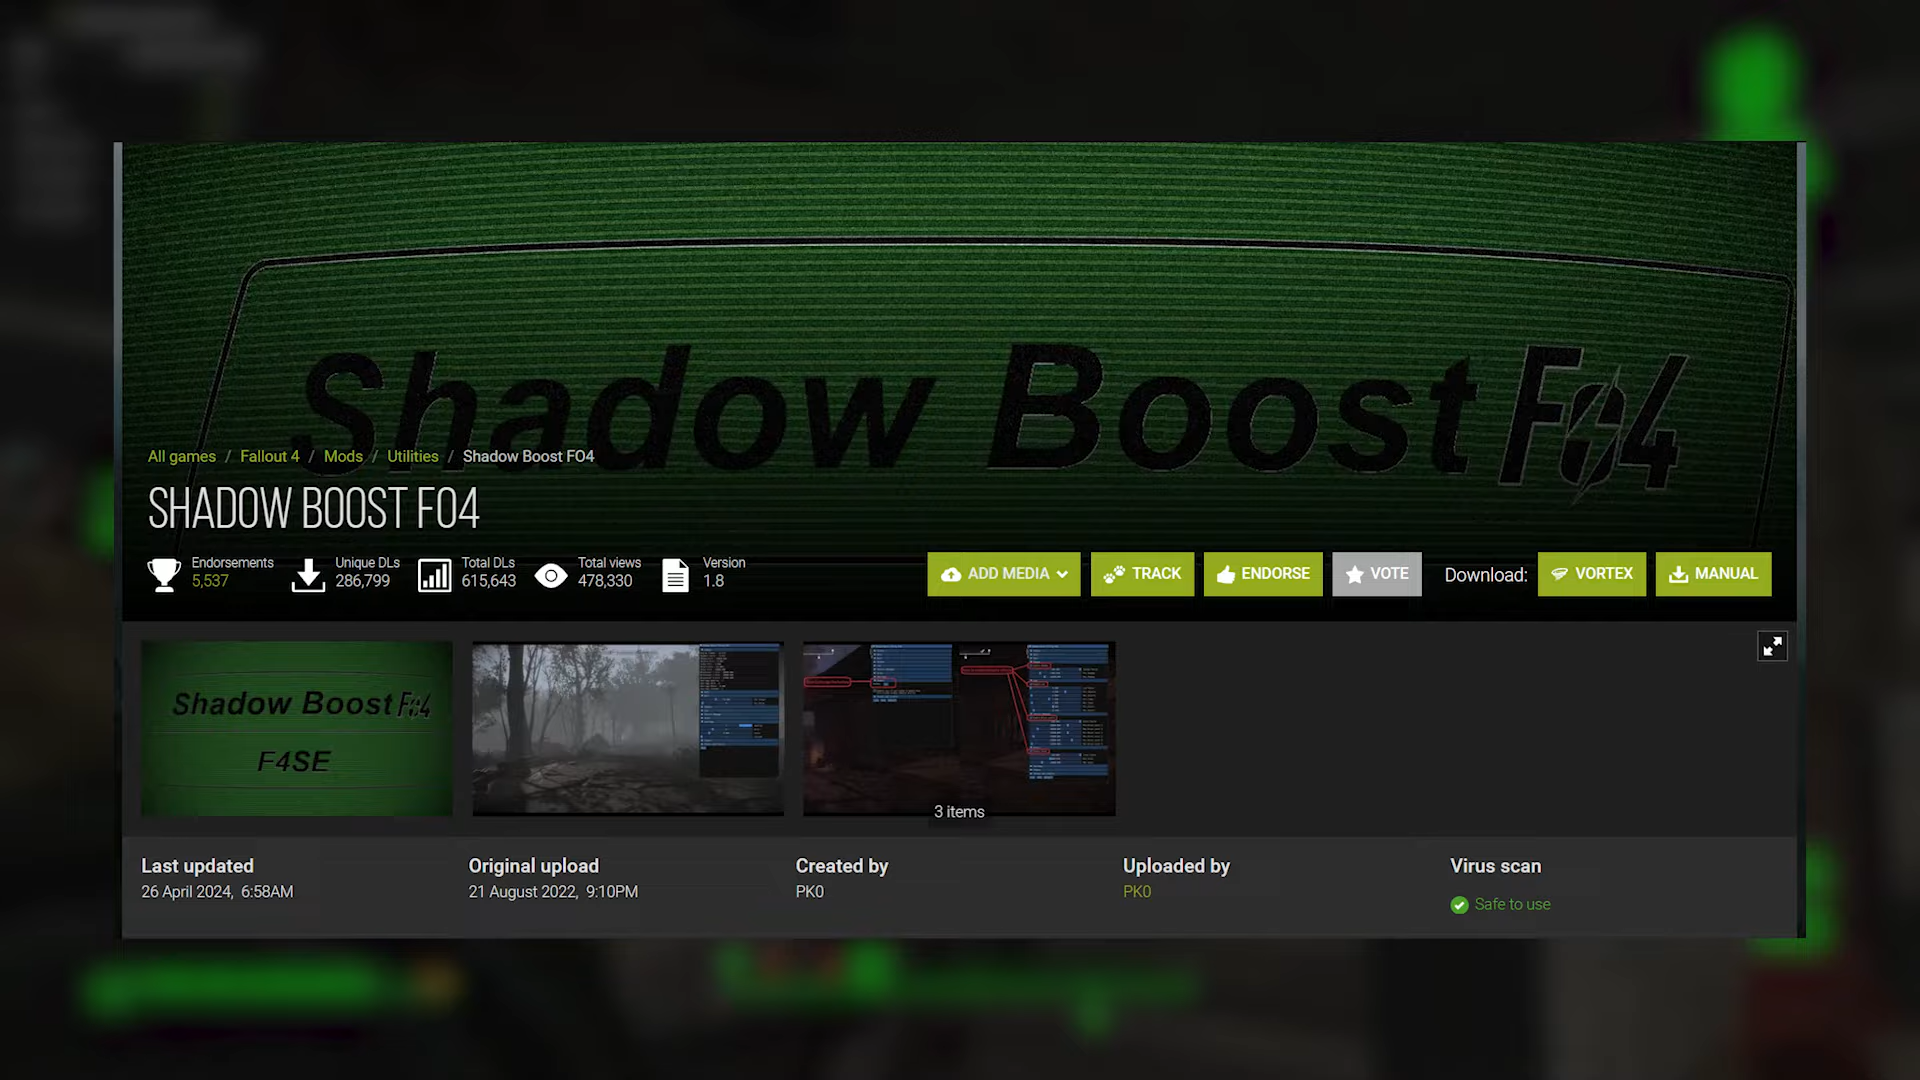 Shadow Boost Fo4
All games / Fallout 4 / Mods / Utilities / Shadow Boost FO4
SHADOW BOOST FO4
Endorsements
5,537
Unique DLs
286,799
Total DLs
615,643
Total views
478,330
Version
1.8
ADD MEDIA
TRACK
ENDORSE
VOTE
Download:
VORTEX
MANUAL
Shadow Boost Fo4
F4SE
3 items
Last updated
26 April 2024, 6:58AM
Original upload
21 August 2022, 9:10PM
Created by
PK0
Uploaded by
PK0
Virus scan
Safe to use